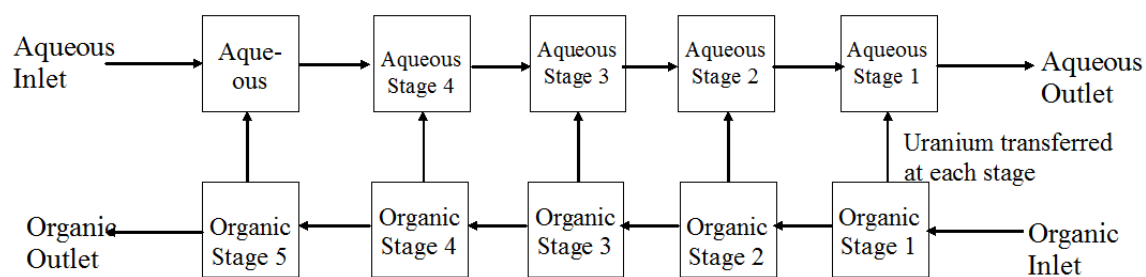 Aqueous
Inlet
Aque-
ous
Aqueous
Stage 4
Aqueous
Stage 3
Aqueous
Stage 2
Aqueous
Stage 1
Aqueous
Outlet
Uranium transferred
at each stage
Organic
Outlet
Organic
Stage 5
Organic
Stage 4
Organic
Stage 3
Organic
Stage 2
Organic
Stage 1
Organic
Inlet